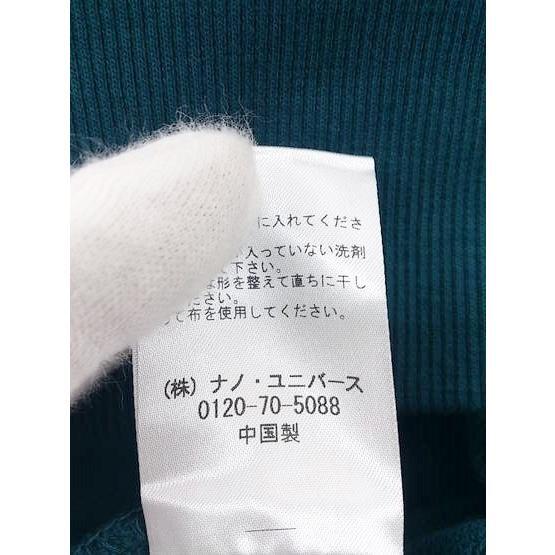 に入れてくださ
入っていない洗剤
て下さい。
な形を整えて直ちに干し
ださい。
て布を使用してください。
(株) ナノ・ユニバース
0120-70-5088
中国製